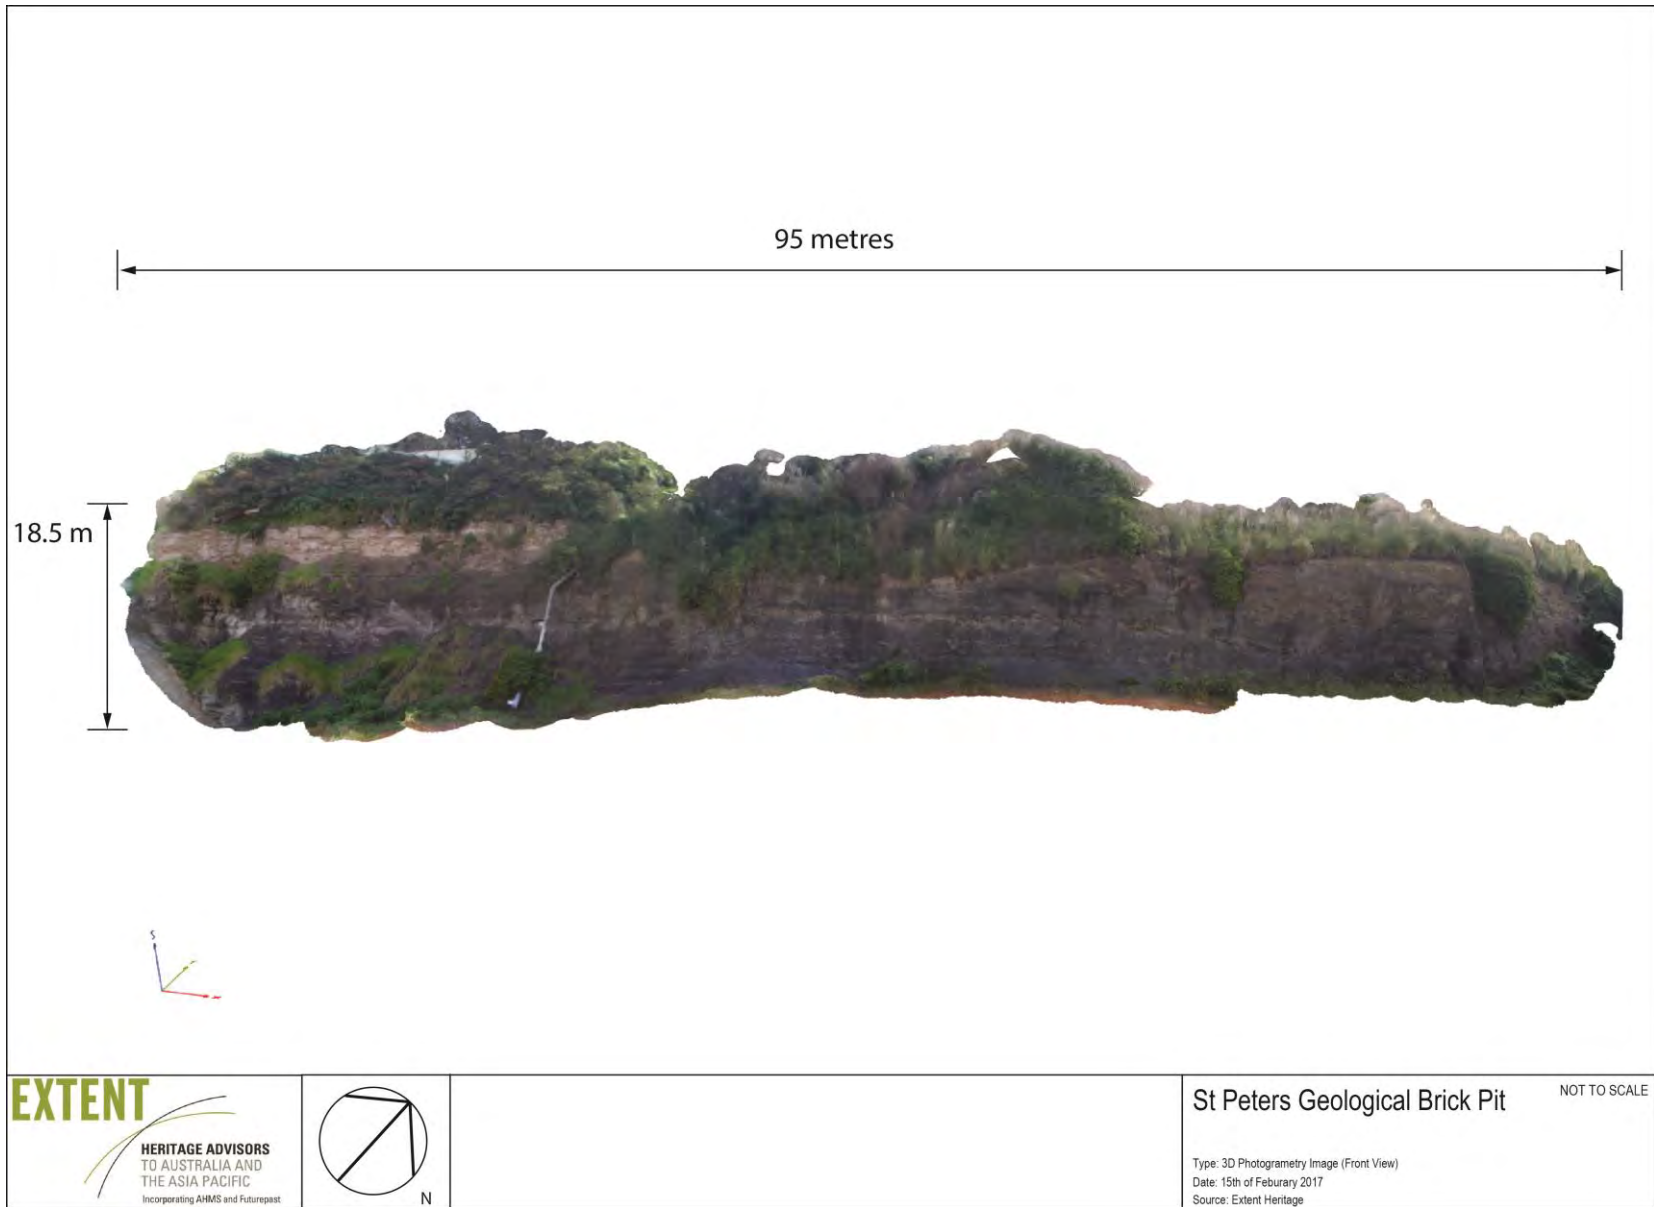 95 metres
18.5 m
EXTENT
HERITAGE ADVISORS
TO AUSTRALIA AND
THE ASIA PACIFIC
Incorporating AHMS and Futurepast
N
St Peters Geological Brick Pit
NOT TO SCALE
Type: 3D Photogrametry Image (Front View)
Date: 15th of Feburary 2017
Source: Extent Heritage